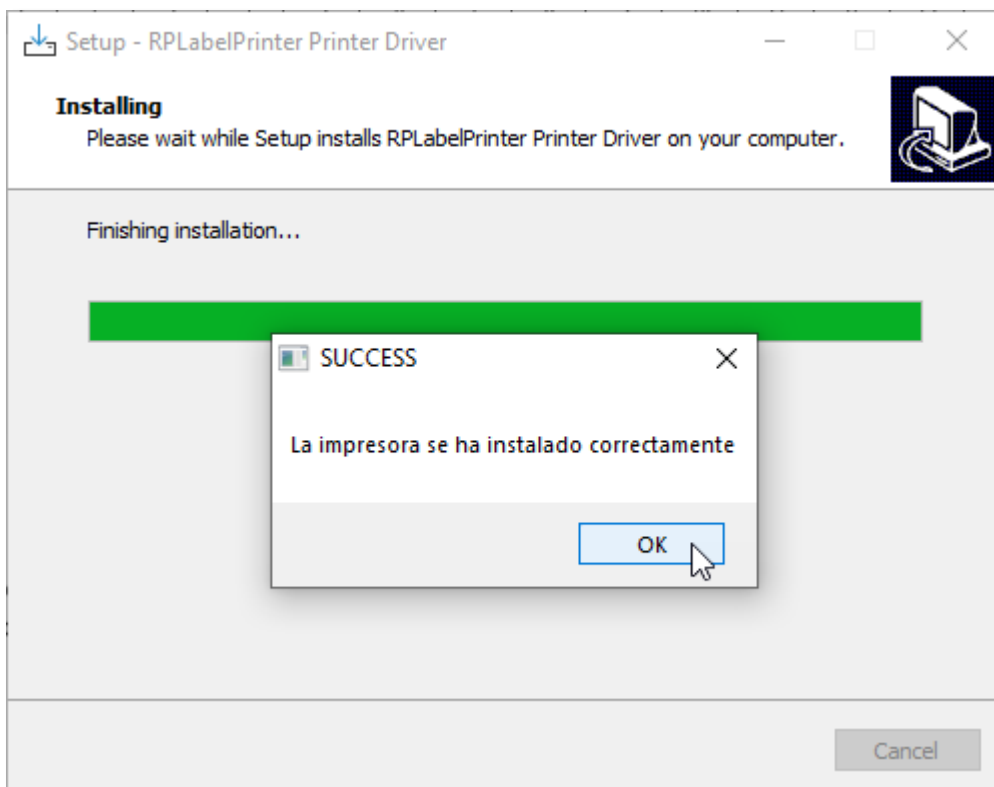 Setup - RPLabelPrinter Printer Driver
Installing
Please wait while Setup installs RPLabelPrinter Printer Driver on your computer.
Finishing installation...
SUCCESS
La impresora se ha instalado correctamente
OK
Cancel